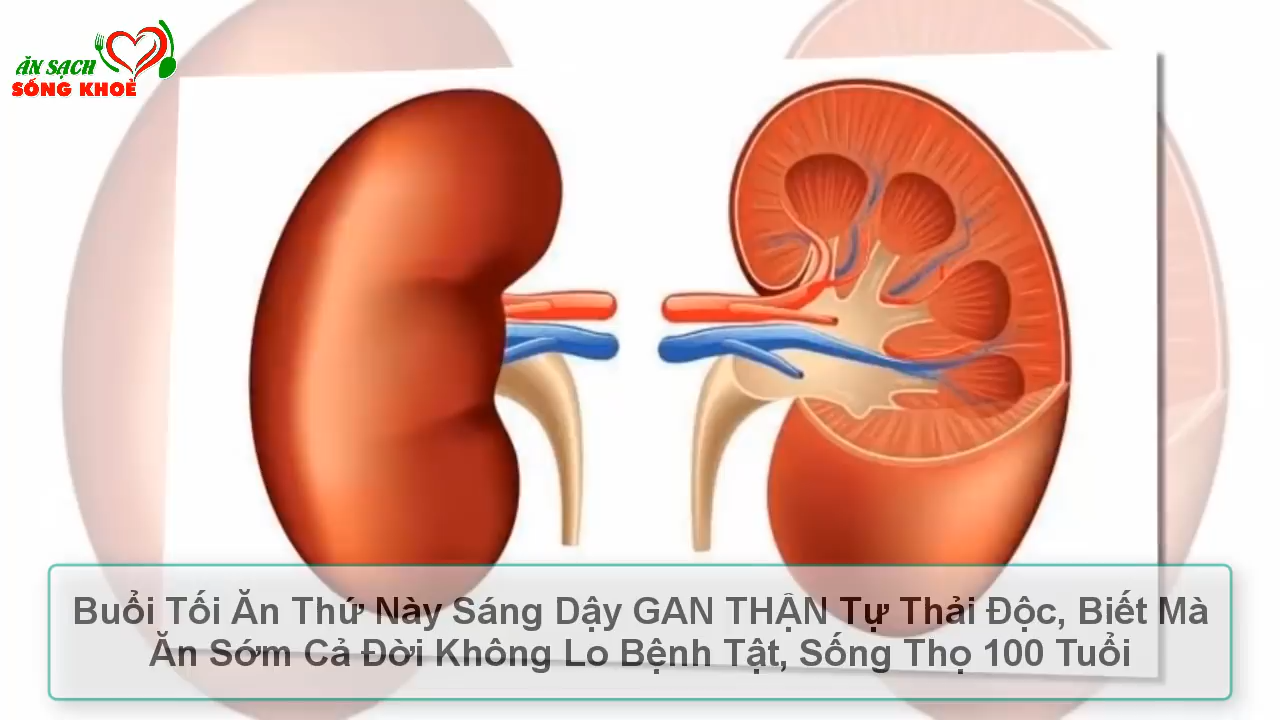 ĂN SẠCH
SỐNG KHOẺ
Buổi Tối Ăn Thứ Này Sáng Dậy GAN THẬN Tự Thải Độc, Biết Mà
Ăn Sớm Cả Đời Không Lo Bệnh Tật, Sống Thọ 100 Tuổi